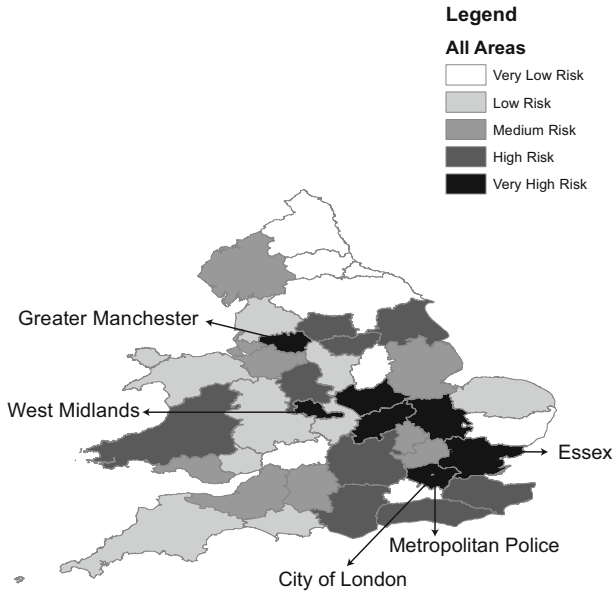 Legend
All Areas
Very Low Risk
Low Risk
Medium Risk
High Risk
Very High Risk
Greater Manchester
West Midlands
Essex
Metropolitan Police
City of London